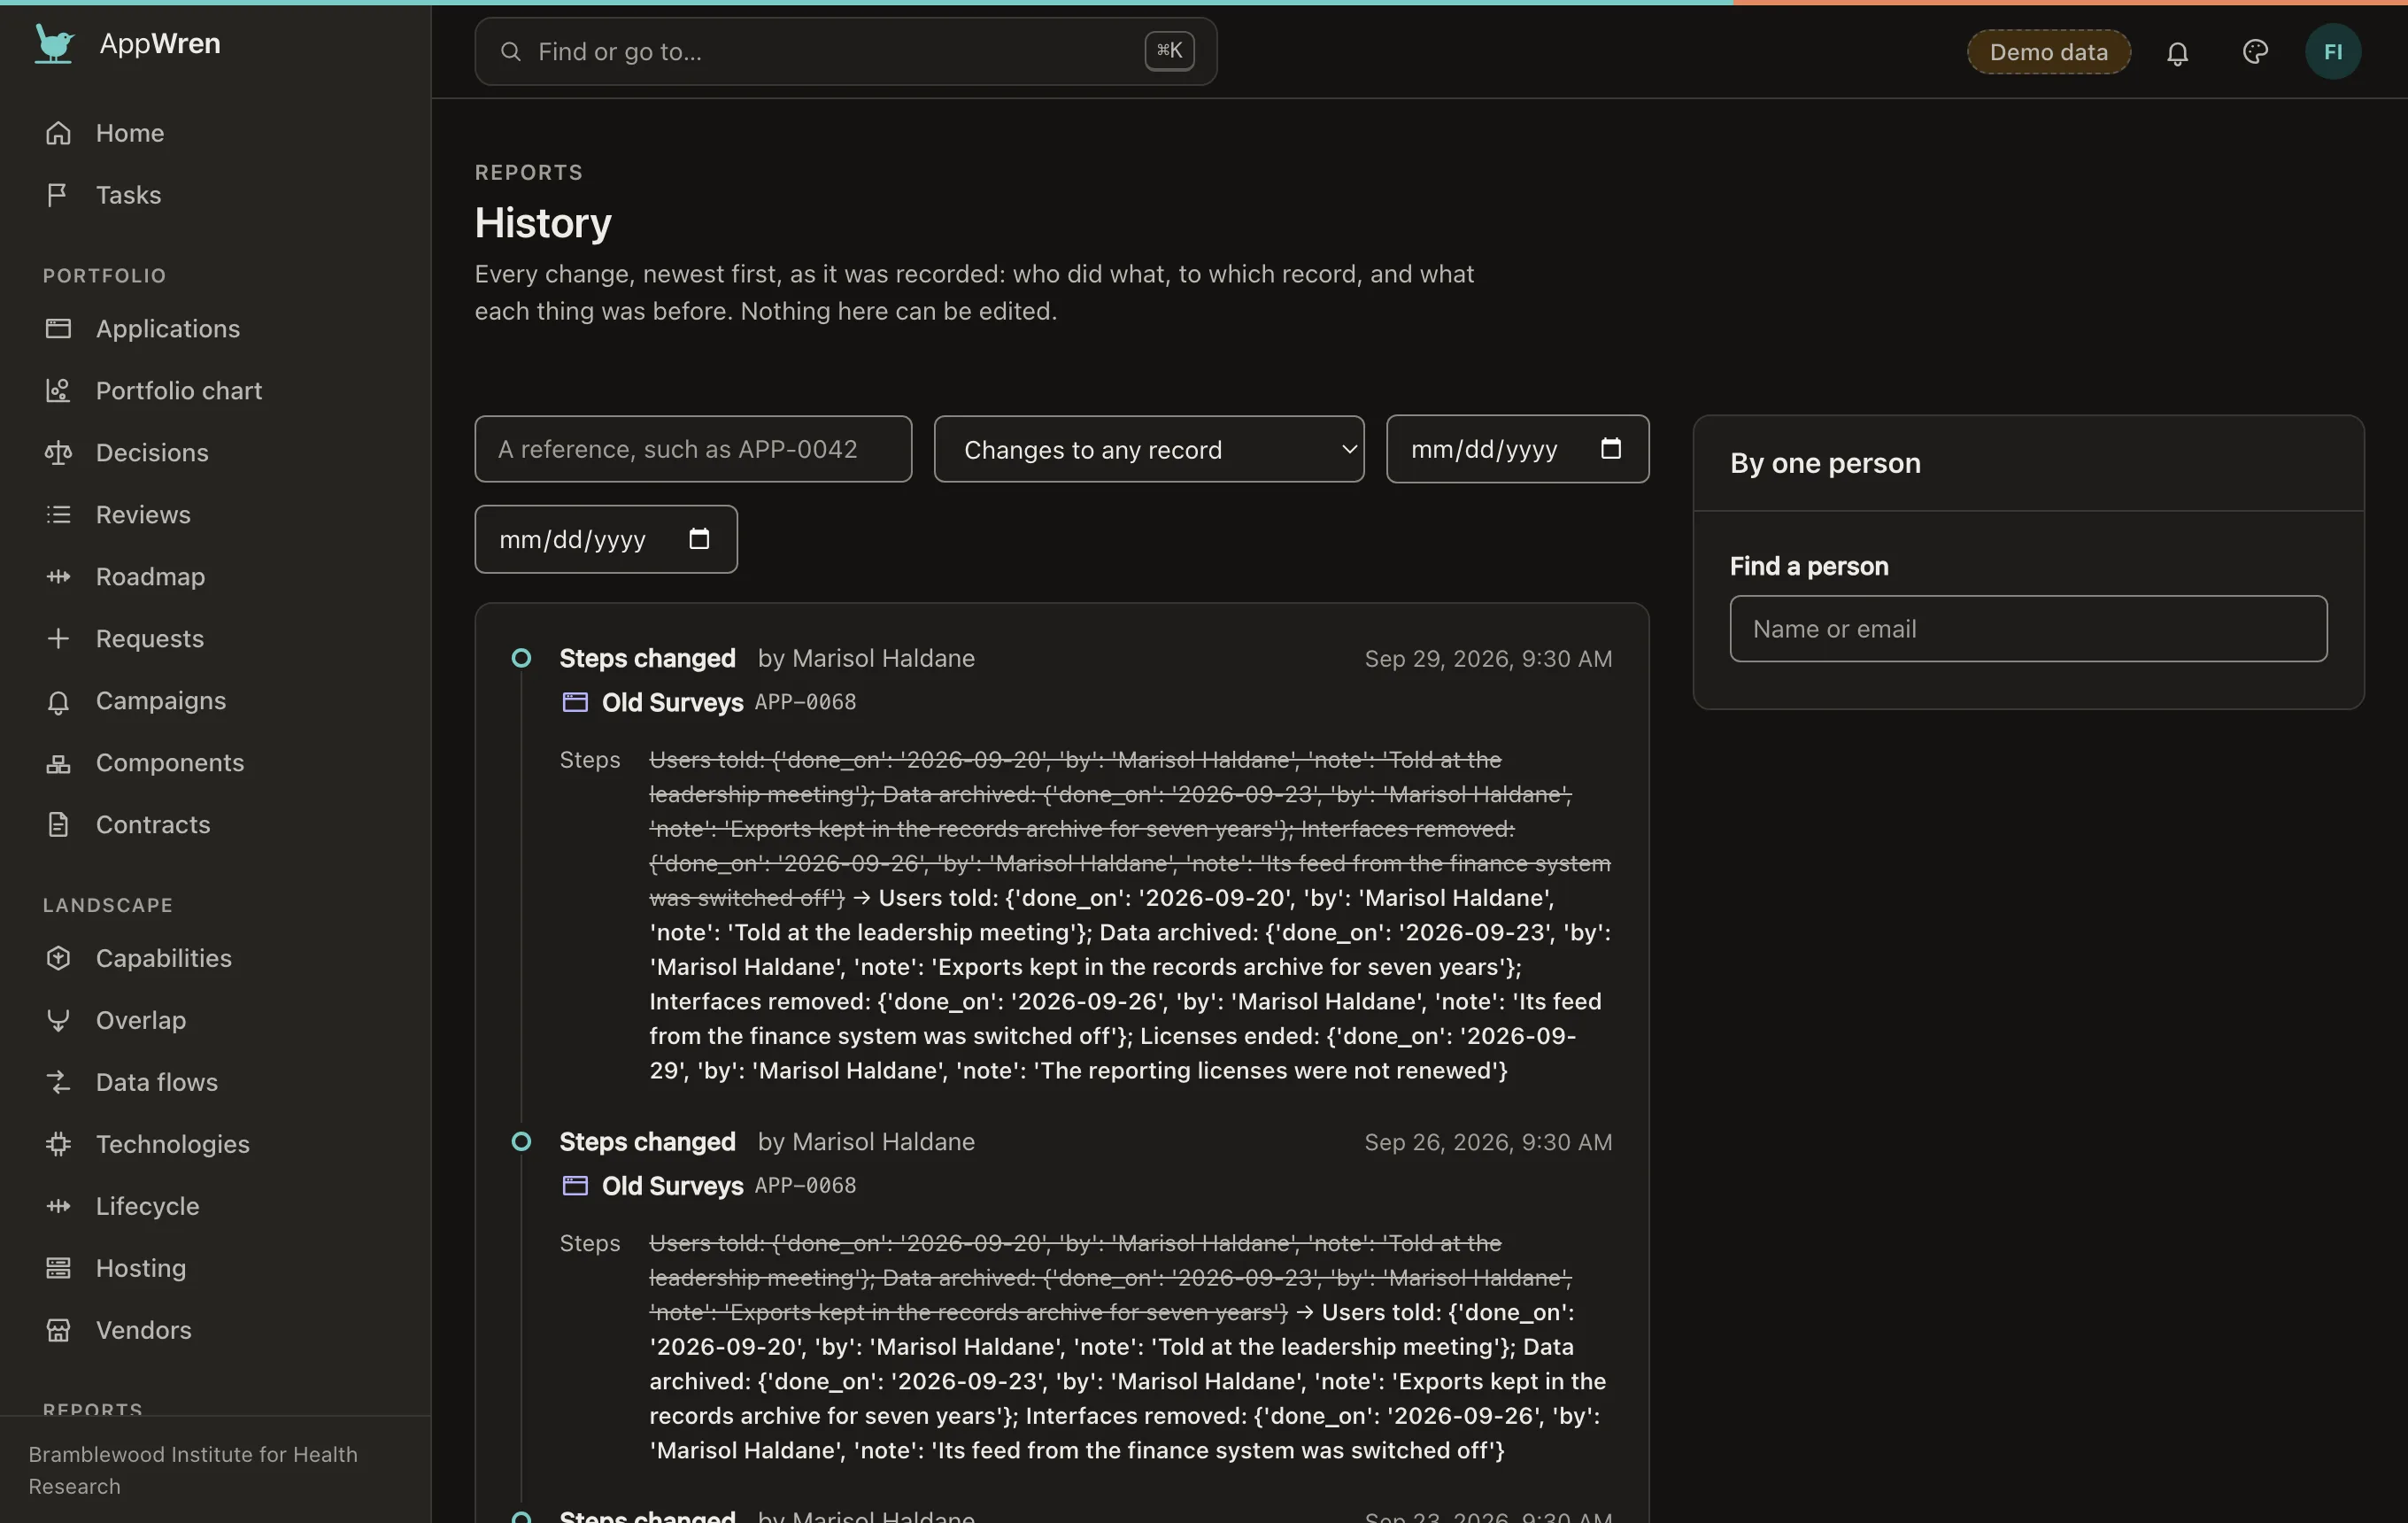 AppWren
Find or go to...
⌘K
Demo data
FI
Home
Tasks
PORTFOLIO
Applications
Portfolio chart
Decisions
Reviews
Roadmap
Requests
Campaigns
Components
Contracts
LANDSCAPE
Capabilities
Overlap
Data flows
Technologies
Lifecycle
Hosting
Vendors
REPORTS
Bramblewood Institute for Health
Research
REPORTS
History
Every change, newest first, as it was recorded: who did what, to which record, and what
each thing was before. Nothing here can be edited.
A reference, such as APP-0042
Changes to any record
mm/dd/yyyy
mm/dd/yyyy
Steps changed by Marisol Haldane Sep 29, 2026, 9:30 AM
Old Surveys APP-0068
Steps Users told: {'done_on': '2026-09-20', 'by': 'Marisol Haldane', 'note': 'Told at the
leadership meeting'}; Data archived: {'done_on': '2026-09-23', 'by': 'Marisol Haldane',
'note': 'Exports kept in the records archive for seven years'}; Interfaces removed:
{'done_on': '2026-09-26', 'by': 'Marisol Haldane', 'note': 'Its feed from the finance system
was switched off'} → Users told: {'done_on': '2026-09-20', 'by': 'Marisol Haldane',
'note': 'Told at the leadership meeting'}; Data archived: {'done_on': '2026-09-23', 'by':
'Marisol Haldane', 'note': 'Exports kept in the records archive for seven years'};
Interfaces removed: {'done_on': '2026-09-26', 'by': 'Marisol Haldane', 'note': 'Its feed
from the finance system was switched off'}; Licenses ended: {'done_on': '2026-09-
29', 'by': 'Marisol Haldane', 'note': 'The reporting licenses were not renewed'}
Steps changed by Marisol Haldane Sep 26, 2026, 9:30 AM
Old Surveys APP-0068
Steps Users told: {'done_on': '2026-09-20', 'by': 'Marisol Haldane', 'note': 'Told at the
leadership meeting'}; Data archived: {'done_on': '2026-09-23', 'by': 'Marisol Haldane',
'note': 'Exports kept in the records archive for seven years'} → Users told: {'done_on':
'2026-09-20', 'by': 'Marisol Haldane', 'note': 'Told at the leadership meeting'}; Data
archived: {'done_on': '2026-09-23', 'by': 'Marisol Haldane', 'note': 'Exports kept in the
records archive for seven years'}; Interfaces removed: {'done_on': '2026-09-26', 'by':
'Marisol Haldane', 'note': 'Its feed from the finance system was switched off'}
Steps changed by Marisol Haldane Sep 23, 2026, 9:30 AM
By one person
Find a person
Name or email